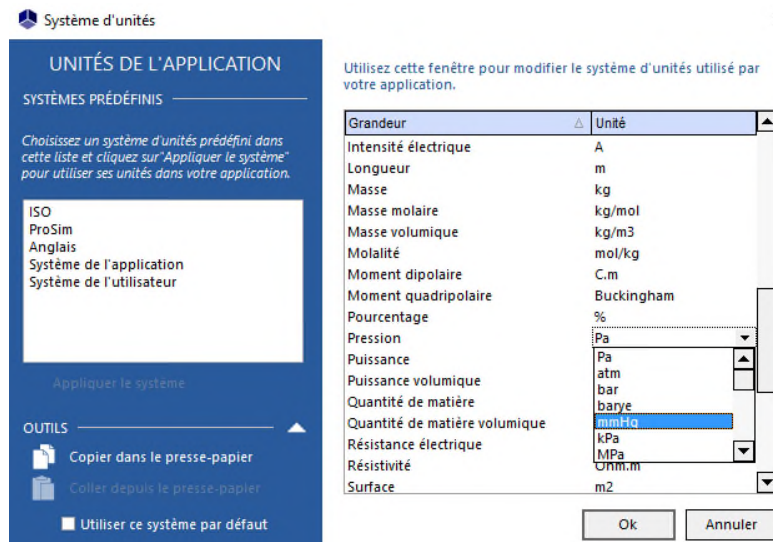 Système d'unités
UNITÉS DE L'APPLICATION
SYSTÈMES PRÉDÉFINIS
Choisissez un système d'unités prédéfini dans
cette liste et cliquez sur"Appliquer le système"
pour utiliser ses unités dans votre application.
ISO
ProSim
Anglais
Système de l'application
Système de l'utilisateur
Appliquer le système
OUTILS
Copier dans le presse-papier
Coller depuis le presse-papier
Utiliser ce système par défaut
Utilisez cette fenêtre pour modifier le système d'unités utilisé par
votre application.
Grandeur Unité
Intensité électrique A
Longueur m
Masse kg
Masse molaire kg/mol
Masse volumique kg/m3
Molalité mol/kg
Moment dipolaire C.m
Moment quadripolaire Buckingham
Pourcentage %
Pression Pa
Puissance Pa
Puissance volumique atm
Quantité de matière bar
Quantité de matière volumique barye
Résistance électrique mmHg
Résistivité kPa
Surface MPa
Ohm.m
m2
Ok Annuler